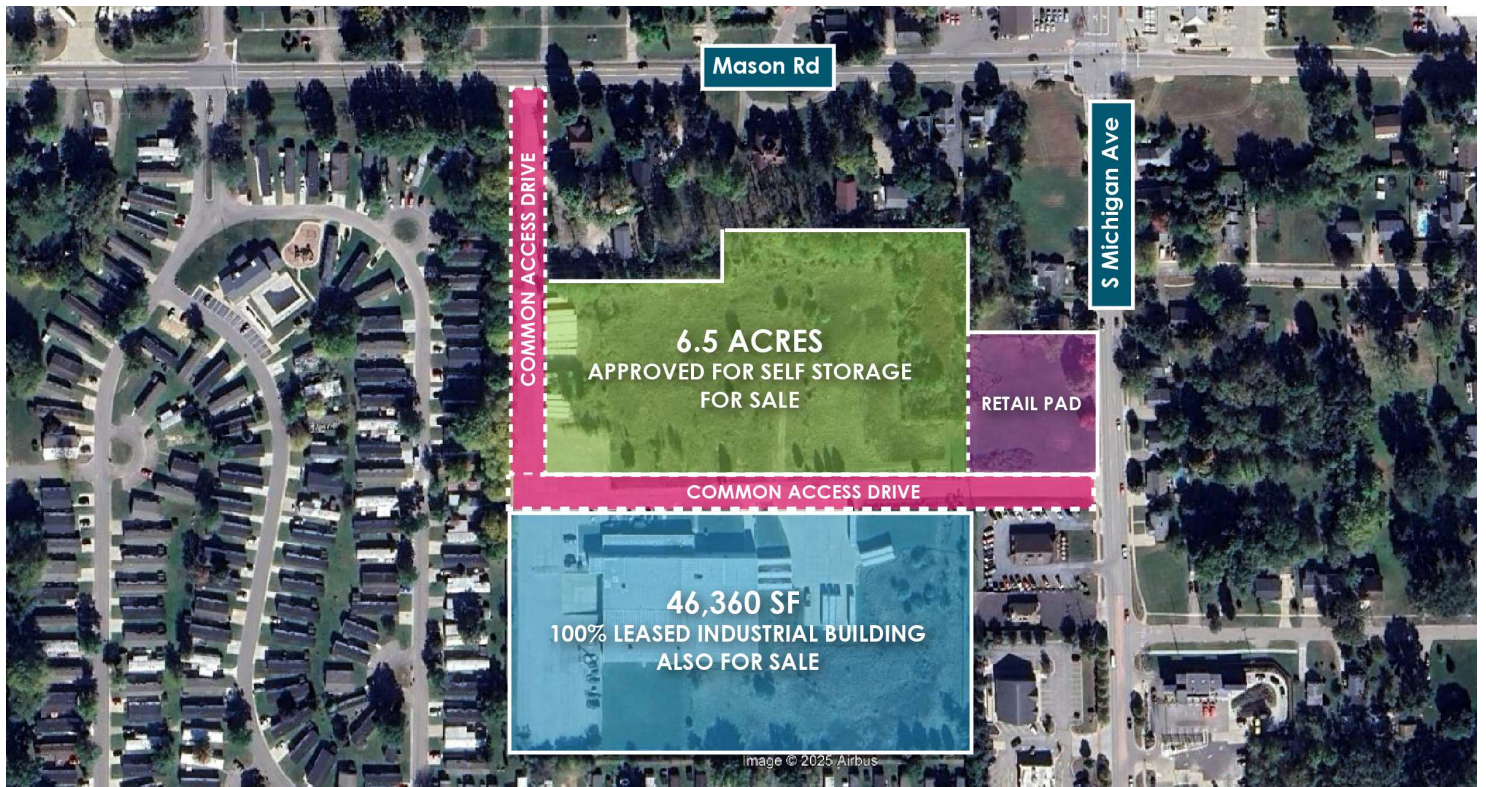 Mason Rd
S Michigan Ave
COMMON ACCESS DRIVE
6.5 ACRES
APPROVED FOR SELF STORAGE
FOR SALE
RETAIL PAD
COMMON ACCESS DRIVE
46,360 SF
100% LEASED INDUSTRIAL BUILDING
ALSO FOR SALE
Image © 2025 Airbus